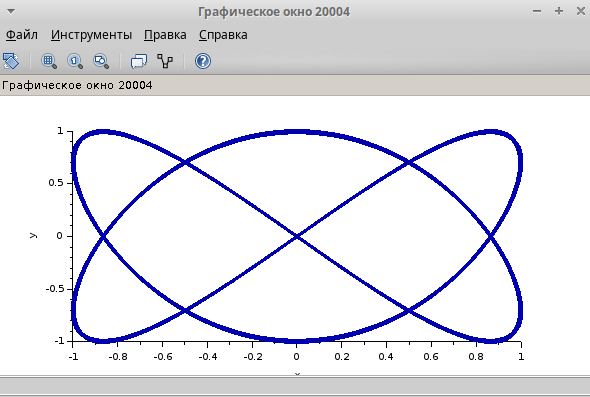 Графическое окно 20004
Файл Инструменты Правка Справка
Графическое окно 20004
1
0.5
0
-0.5
-1
y
-1 -0.8 -0.6 -0.4 -0.2 0 0.2 0.4 0.6 0.8 1